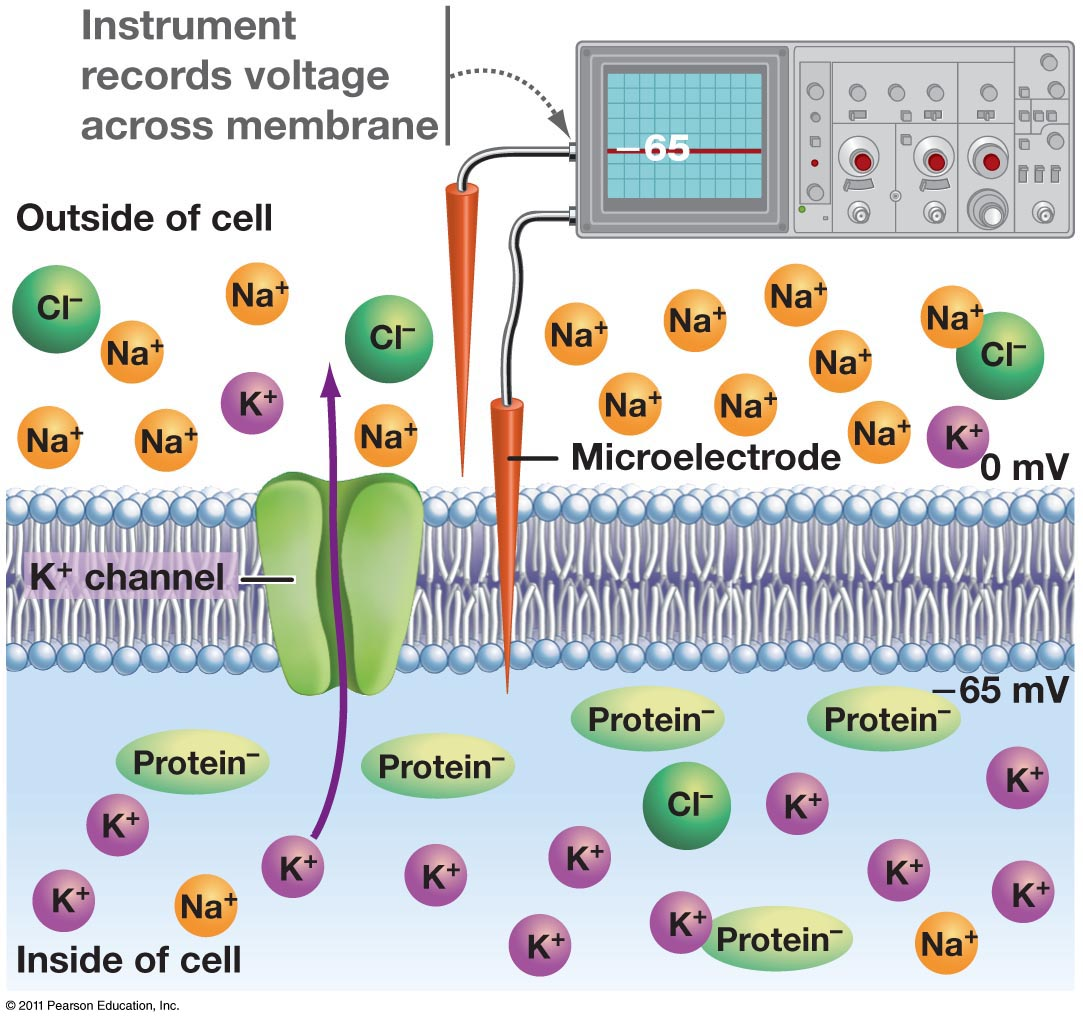 Instrument
records voltage
across membrane
−65
Outside of cell
Cl−
Na+
Na+
Cl−
Na+
Na+
Na+
Na+
Cl−
Na+
K+
Na+
Na+
Na+
Na+
Na+
Na+
K+
Microelectrode
0 mV
K+ channel
−65 mV
Protein−
Protein−
Protein−
Protein−
K+
Cl−
K+
K+
K+
K+
K+
K+
K+
K+
Na+
K+
Protein−
K+
Na+
Inside of cell
© 2011 Pearson Education, Inc.